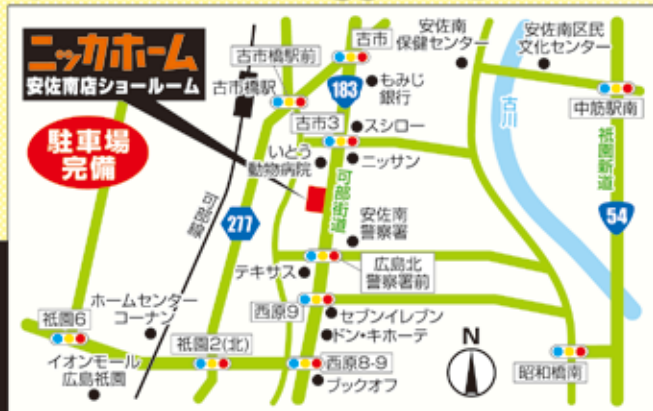 ニッカホーム
安佐南店ショールーム
駐車場
完備
古市橋駅前
古市
安佐南
保健センター
安佐南区民
文化センター
古市橋駅
183
もみじ
銀行
古川
中筋駅南
古市3
スシロー
いとう
動物病院
ニッサン
祇園新道
可部線
277
可部街道
安佐南
警察署
54
テキサス
広島北
警察署前
ホームセンター
コーナン
祇園6
西原9
セブンイレブン
ドン・キホーテ
N
祇園2(北)
西原8-9
イオンモール
広島祇園
ブックオフ
昭和橋南